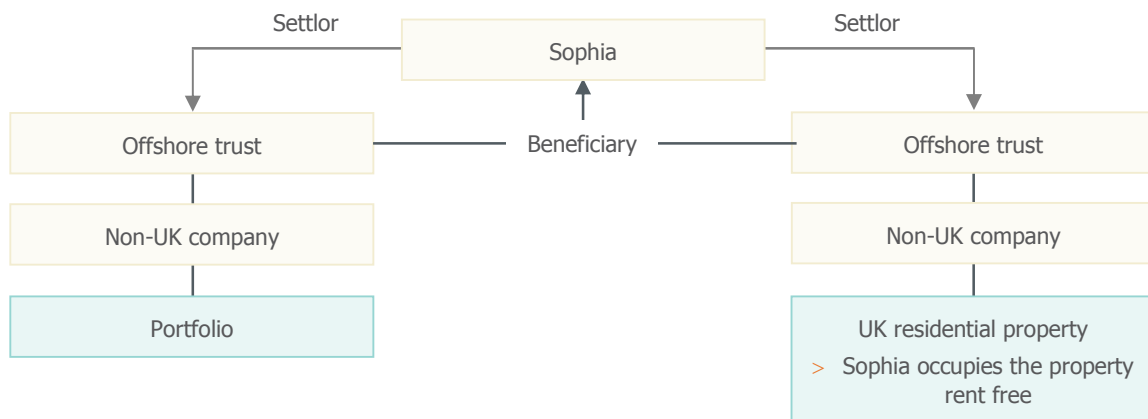 Settlor
Sophia
Settlor
Offshore trust
Beneficiary
Offshore trust
Non-UK company
Non-UK company
Portfolio
UK residential property
> Sophia occupies the property
rent free